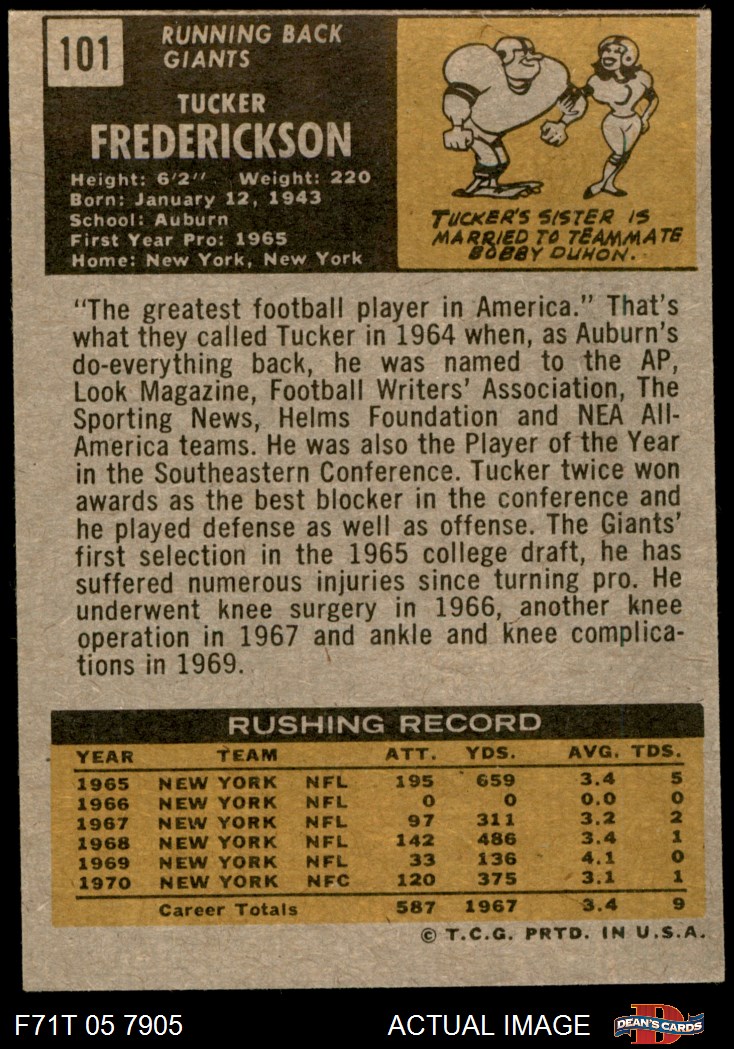 101
RUNNING BACK
GIANTS
TUCKER
FREDERICKSON
Height: 6'2'' Weight: 220
Born: January 12, 1943
School: Auburn
First Year Pro: 1965
Home: New York, New York
TUCKER'S SISTER IS
MARRIED TO TEAMMATE
BOBBY DUHON.
"The greatest football player in America." That's
what they called Tucker in 1964 when, as Auburn's
do-everything back, he was named to the AP,
Look Magazine, Football Writers' Association, The
Sporting News, Helms Foundation and NEA All-
America teams. He was also the Player of the Year
in the Southeastern Conference. Tucker twice won
awards as the best blocker in the conference and
he played defense as well as offense. The Giants'
first selection in the 1965 college draft, he has
suffered numerous injuries since turning pro. He
underwent knee surgery in 1966, another knee
operation in 1967 and ankle and knee complica-
tions in 1969.
RUSHING RECORD
YEAR TEAM ATT. YDS. AVG. TDS.
1965 NEW YORK NFL 195 659 3.4 5
1966 NEW YORK NFL 0 0 0.0 0
1967 NEW YORK NFL 97 311 3.2 2
1968 NEW YORK NFL 142 486 3.4 1
1969 NEW YORK NFL 33 136 4.1 0
1970 NEW YORK NFC 120 375 3.1 1
Career Totals 587 1967 3.4 9
© T.C.G. PRTD. IN U.S.A.
F71T 05 7905 ACTUAL IMAGE DEAN'S CARDS